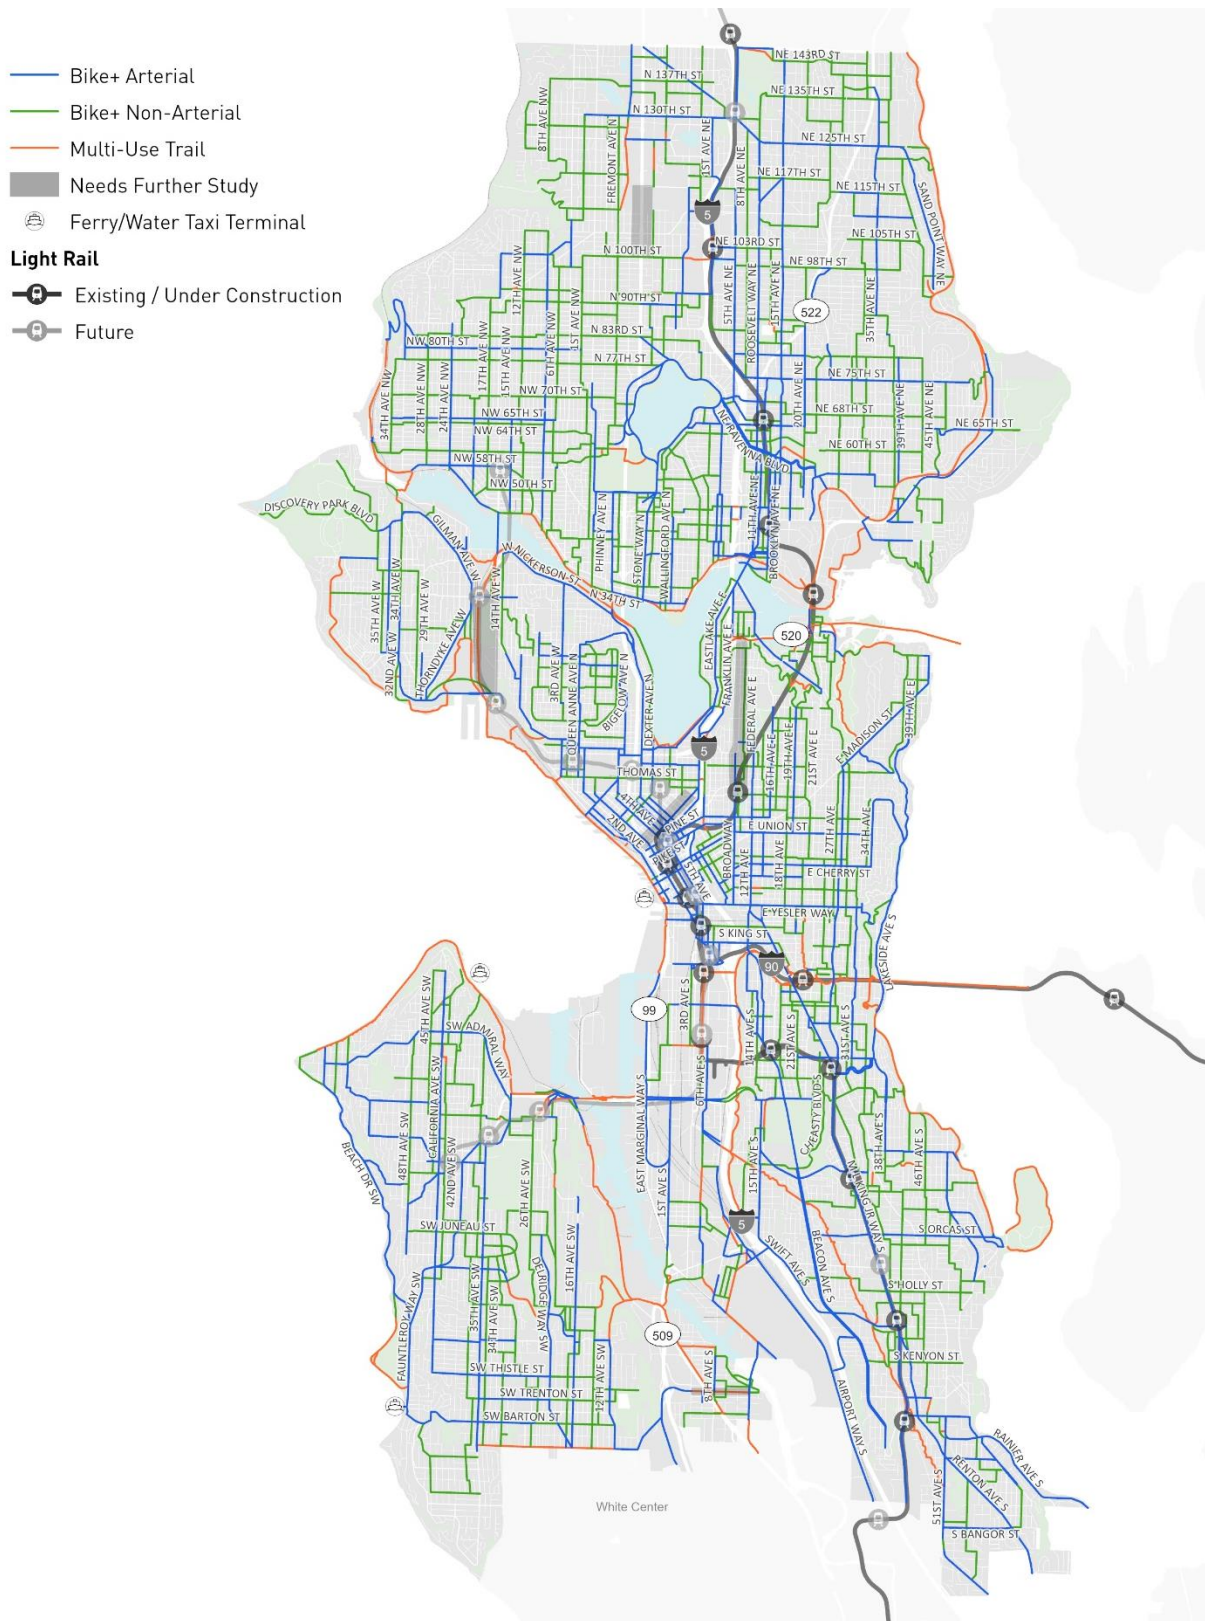 Bike+ Arterial
Bike+ Non-Arterial
Multi-Use Trail
Needs Further Study
Ferry/Water Taxi Terminal
Light Rail
Existing / Under Construction
Future
NE 143RD ST
N 137TH ST
NE 135TH ST
8TH AVE NW
N 130TH ST
FREMONT AVE N
1ST AVE NE
8TH AVE NE
NE 125TH ST
NE 117TH ST
NE 115TH ST
SAND POINT WAY NE
5
NE 105TH ST
N 100TH ST
NE 103RD ST
NE 98TH ST
12TH AVE NW
N 90TH ST
5TH AVE NE
ROOSEVELT WAY NE
15TH AVE NE
522
35TH AVE NE
1ST AVE NW
N 83RD ST
NW 80TH ST
17TH AVE NW
15TH AVE NW
6TH AVE NW
N 77TH ST
NE 75TH ST
34TH AVE NW
28TH AVE NW
24TH AVE NW
NW 70TH ST
20TH AVE NE
39TH AVE NE
45TH AVE NE
NW 65TH ST
NE 68TH ST
NE 65TH ST
NW 64TH ST
NE RAVENNA BLVD
NE 60TH ST
NW 58TH ST
NW 50TH ST
DISCOVERY PARK BLVD
GILMAN AVE W
PHINNEY AVE N
STONE WAY N
WALLINGFORD AVE N
11TH AVE NE
BROOKLYN AVE NE
W NICKERSON ST
N 34TH ST
35TH AVE W
34TH AVE W
29TH AVE W
14TH AVE W
32ND AVE W
THORNDYKE AVE W
3RD AVE W
QUEEN ANNE AVE N
BIGELOW AVE N
DEXTER AVE N
EASTLAKE AVE E
FRANKLIN AVE E
520
FEDERAL AVE E
E MADISON ST
39TH AVE E
16TH AVE E
19TH AVE E
21ST AVE E
5
THOMAS ST
4TH AVE
2ND AVE
PINE ST
PIKE ST
5TH AVE
BROADWAY
12TH AVE
18TH AVE
E UNION ST
27TH AVE
34TH AVE
E CHERRY ST
E YESLER WAY
S KING ST
LAKESIDE AVE S
90
99
3RD AVE S
45TH AVE SW
SW ADMIRAL WAY
14TH AVE S
21ST AVE S
31ST AVE S
6TH AVE S
CHEASTY BLVD S
CALIFORNIA AVE SW
48TH AVE SW
42ND AVE SW
BEACH DR SW
EAST MARGINAL WAY S
1ST AVE S
15TH AVE S
38TH AVE S
46TH AVE S
MLK KING JR WAY S
26TH AVE SW
SW JUNEAU ST
5
S ORCAS ST
SWIFT AVE S
BEACON AVE S
16TH AVE SW
DELRIDGE WAY SW
FAUNTLEROY WAY SW
35TH AVE SW
34TH AVE SW
S HOLLY ST
509
S KENYON ST
SW THISTLE ST
12TH AVE SW
8TH AVE S
SW TRENTON ST
SW BARTON ST
AIRPORT WAY S
RAINIER AVE S
RENTON AVE S
51ST AVE S
White Center
S BANGOR ST